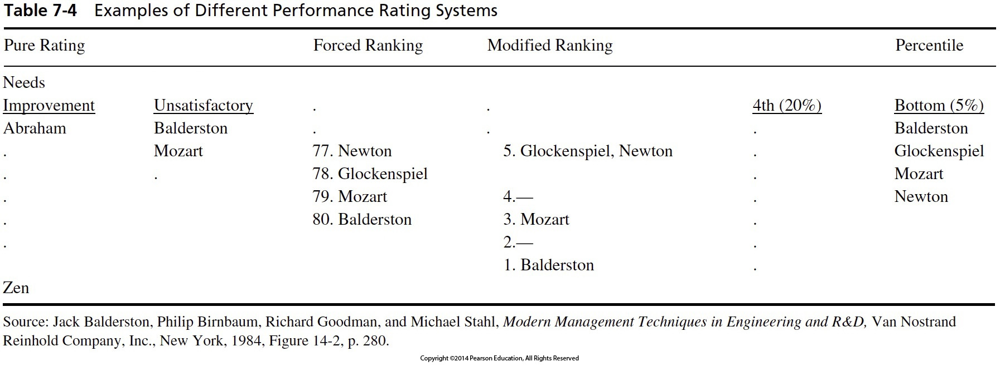 Table 7-4 Examples of Different Performance Rating Systems
Pure Rating Forced Ranking Modified Ranking Percentile
Needs
Improvement Unsatisfactory . . 4th (20%) Bottom (5%)
Abraham Balderston . . . Balderston
. Mozart 77. Newton 5. Glockenspiel, Newton . Glockenspiel
. . 78. Glockenspiel . Mozart
. 79. Mozart 4.— . Newton
. 80. Balderston 3. Mozart .
. 2.— .
1. Balderston .
Zen
Source: Jack Balderston, Philip Birnbaum, Richard Goodman, and Michael Stahl, Modern Management Techniques in Engineering and R&D, Van Nostrand
Reinhold Company, Inc., New York, 1984, Figure 14-2, p. 280.
Copyright ©2014 Pearson Education, All Rights Reserved